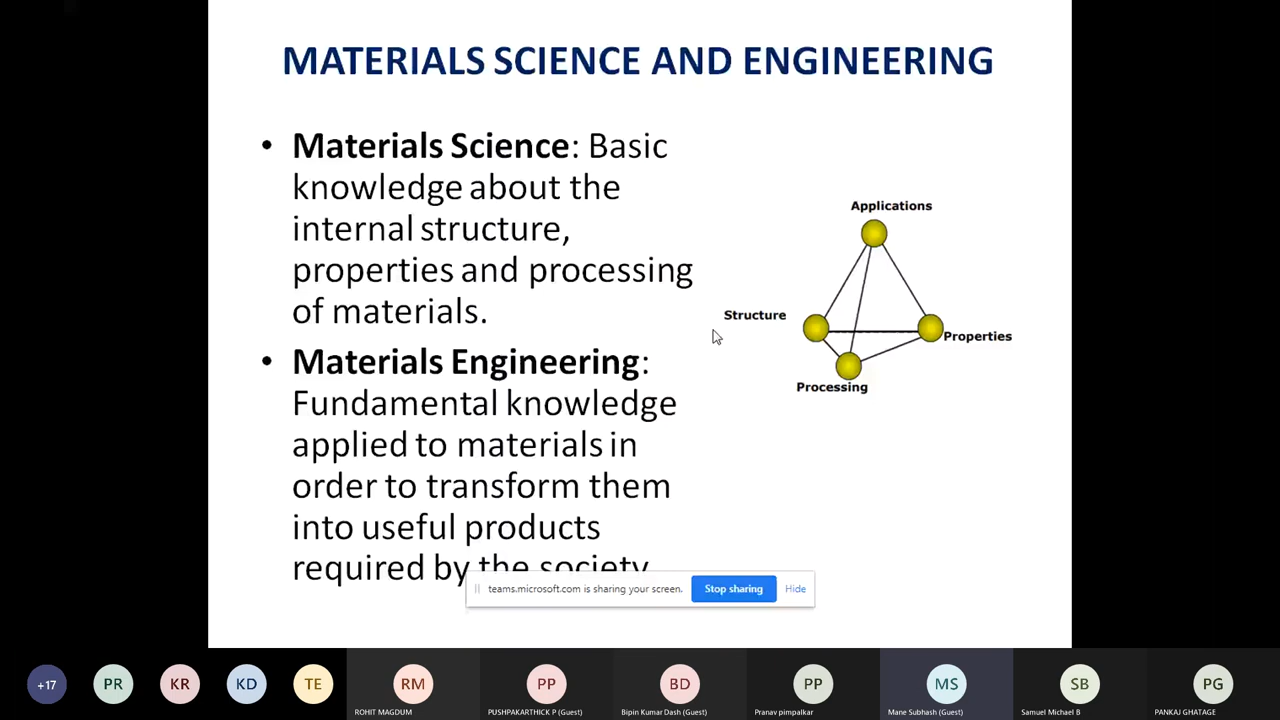 MATERIALS SCIENCE AND ENGINEERING
• Materials Science: Basic
knowledge about the
internal structure,
properties and processing
of materials.
• Materials Engineering:
Fundamental knowledge
applied to materials in
order to transform them
into useful products
required by the society
Applications
Structure
Properties
Processing
teams.microsoft.com is sharing your screen.
Stop sharing
Hide
+17
PR
KR
KD
TE
RM
ROHIT MAGDUM
PP
PUSHPAKARTHICK P (Guest)
BD
Bipin Kumar Dash (Guest)
PP
Pranav pimpalkar
MS
Mane Subhash (Guest)
SB
Samuel Michael B
PG
PANKAJ GHATAGE